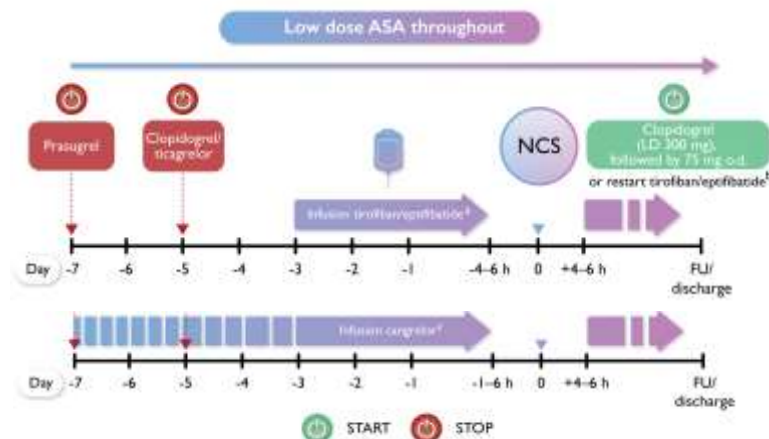 Low dose ASA throughout
Prasugrel
Clopidogrel/
ticagrelor
NCS
Clopidogrel
(LD 300 mg),
followed by 75 mg o.d.
or restart tirofiban/eptifibatide
Infusion tirofiban/eptifibatide
Day -7 -6 -5 -4 -3 -2 -1 -4–6 h 0 +4–6 h FU/
discharge
Infusion cangrelor
Day -7 -6 -5 -4 -3 -2 -1 -1–6 h 0 +4–6 h FU/
discharge
START STOP